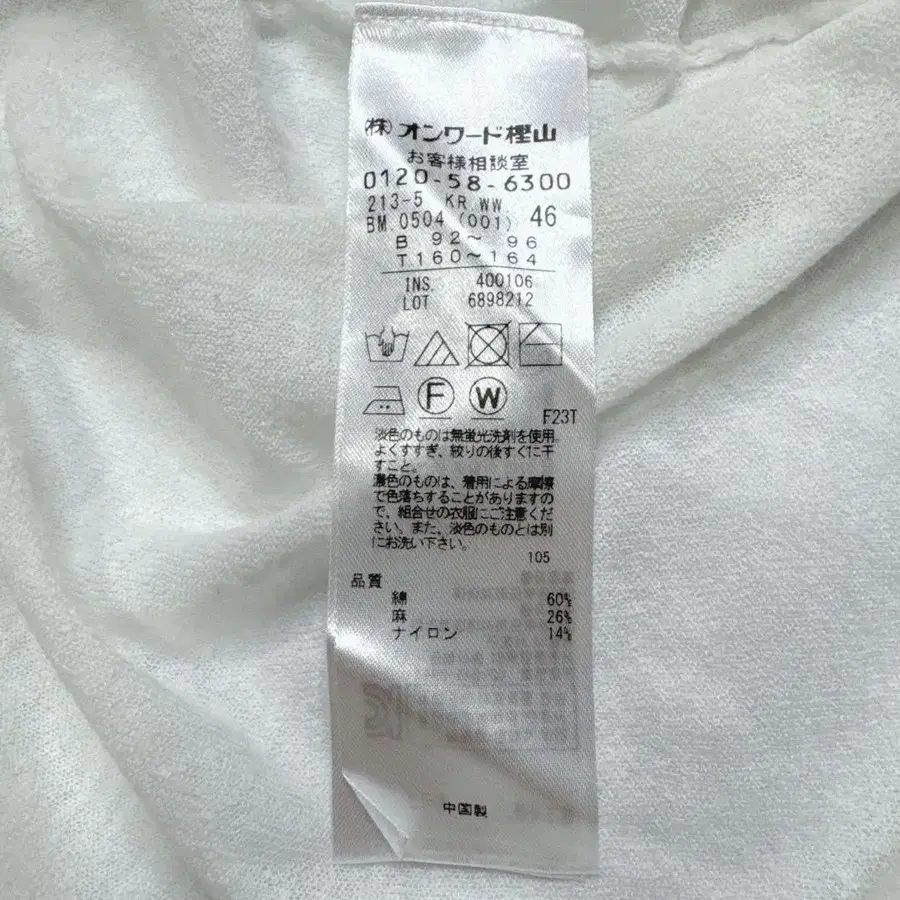 ㈱オンワード樫山
お客様相談室
0120-58-6300
213-5 KR WW.
BM.0504 (001) 46
B 92～ 96
T160～164
INS. 400106
LOT 6898212
F W
F23T
淡色のものは無蛍光洗剤を使用。
よくすすぎ、絞りの後すぐに干
すこと。
濃色のものは、着用による摩擦
で色落ちすることがありますの
で、組合せの衣服にご注意くだ
さい。また、淡色のものとは別
にお洗い下さい。
105
品質
綿 60%
麻 26%
ナイロン 14%
中国製